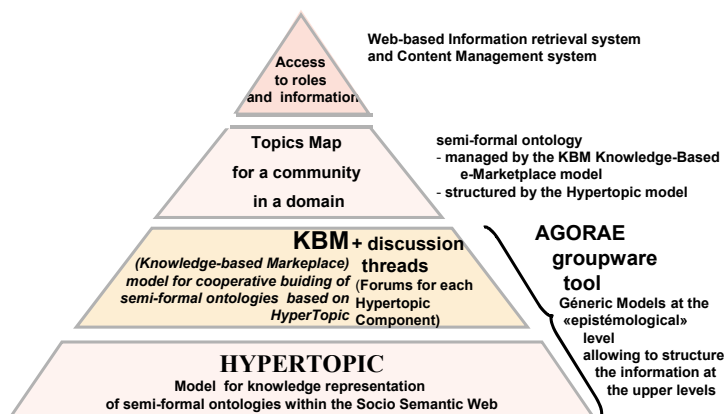 Access
to roles
and information
Web-based Information retrieval system
and Content Management system
Topics Map
for a community
in a domain
semi-formal ontology
- managed by the KBM Knowledge-Based
e-Marketplace model
- structured by the Hypertopic model
KBM + discussion
threads
(Forums for each
Hypertopic
Component)
(Knowledge-based Markeplace)
model for cooperative buiding of
semi-formal ontologies based on
HyperTopic
AGORAE
groupware
tool
Géneric Models at the
«epistémological»
level
allowing to structure
the information at
the upper levels
HYPERTOPIC
Model for knowledge representation
of semi-formal ontologies within the Socio Semantic Web